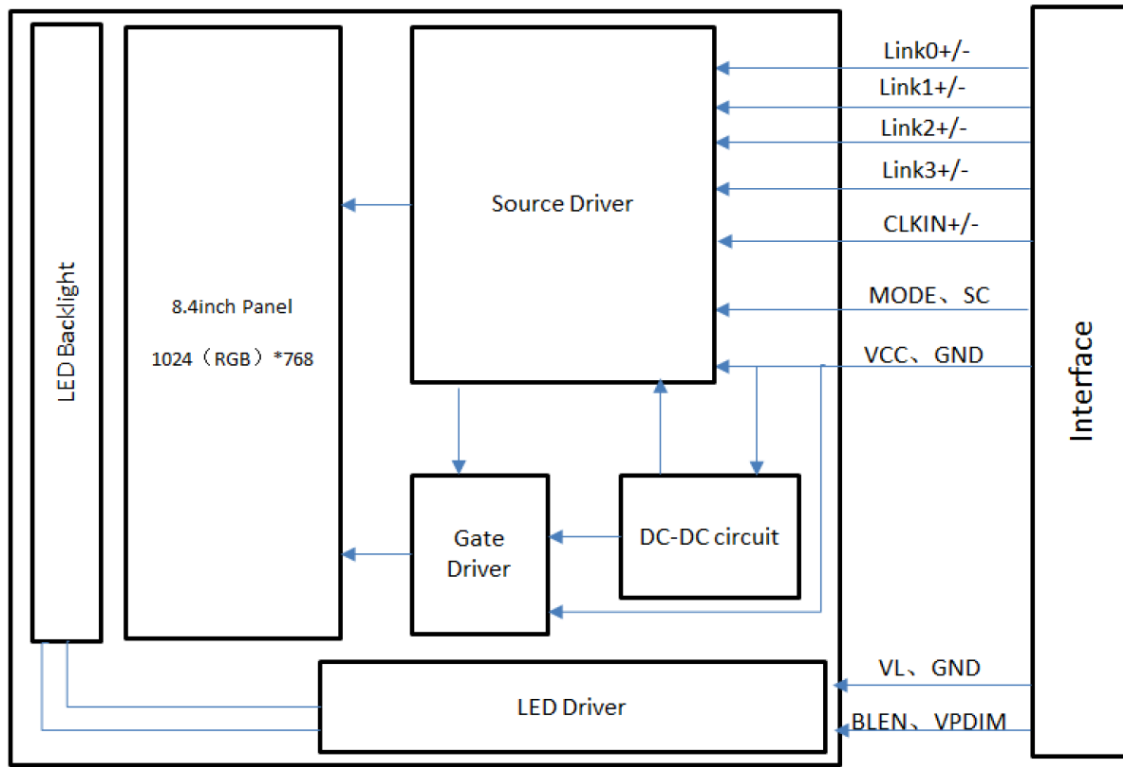 LED Backlight
8.4inch Panel
1024（RGB）*768
Source Driver
Link0+/-
Link1+/-
Link2+/-
Link3+/-
CLKIN+/-
MODE、SC
VCC、GND
Interface
Gate
Driver
DC-DC circuit
LED Driver
VL、GND
BLEN、VPDIM